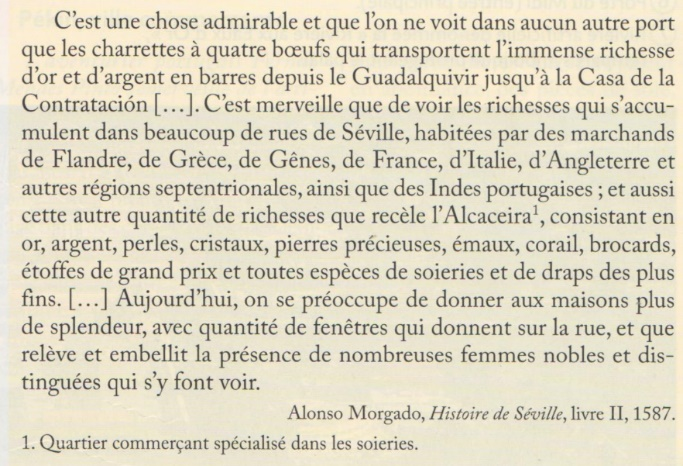 C'est une chose admirable et que l'on ne voit dans aucun autre port
que les charrettes à quatre bœufs qui transportent l'immense richesse
d'or et d'argent en barres depuis le Guadalquivir jusqu'à la Casa de la
Contratación [...]. C'est merveille que de voir les richesses qui s'accu-
mulent dans beaucoup de rues de Séville, habitées par des marchands
de Flandre, de Grèce, de Gênes, de France, d'Italie, d'Angleterre et
autres régions septentrionales, ainsi que des Indes portugaises ; et aussi
cette autre quantité de richesses que recèle l'Alcaceira¹, consistant en
or, argent, perles, cristaux, pierres précieuses, émaux, corail, brocards,
étoffes de grand prix et toutes espèces de soieries et de draps des plus
fins. [...] Aujourd'hui, on se préoccupe de donner aux maisons plus
de splendeur, avec quantité de fenêtres qui donnent sur la rue, et que
relève et embellit la présence de nombreuses femmes nobles et dis-
tinguées qui s'y font voir.
Alonso Morgado, Histoire de Séville, livre II, 1587.
1. Quartier commerçant spécialisé dans les soieries.